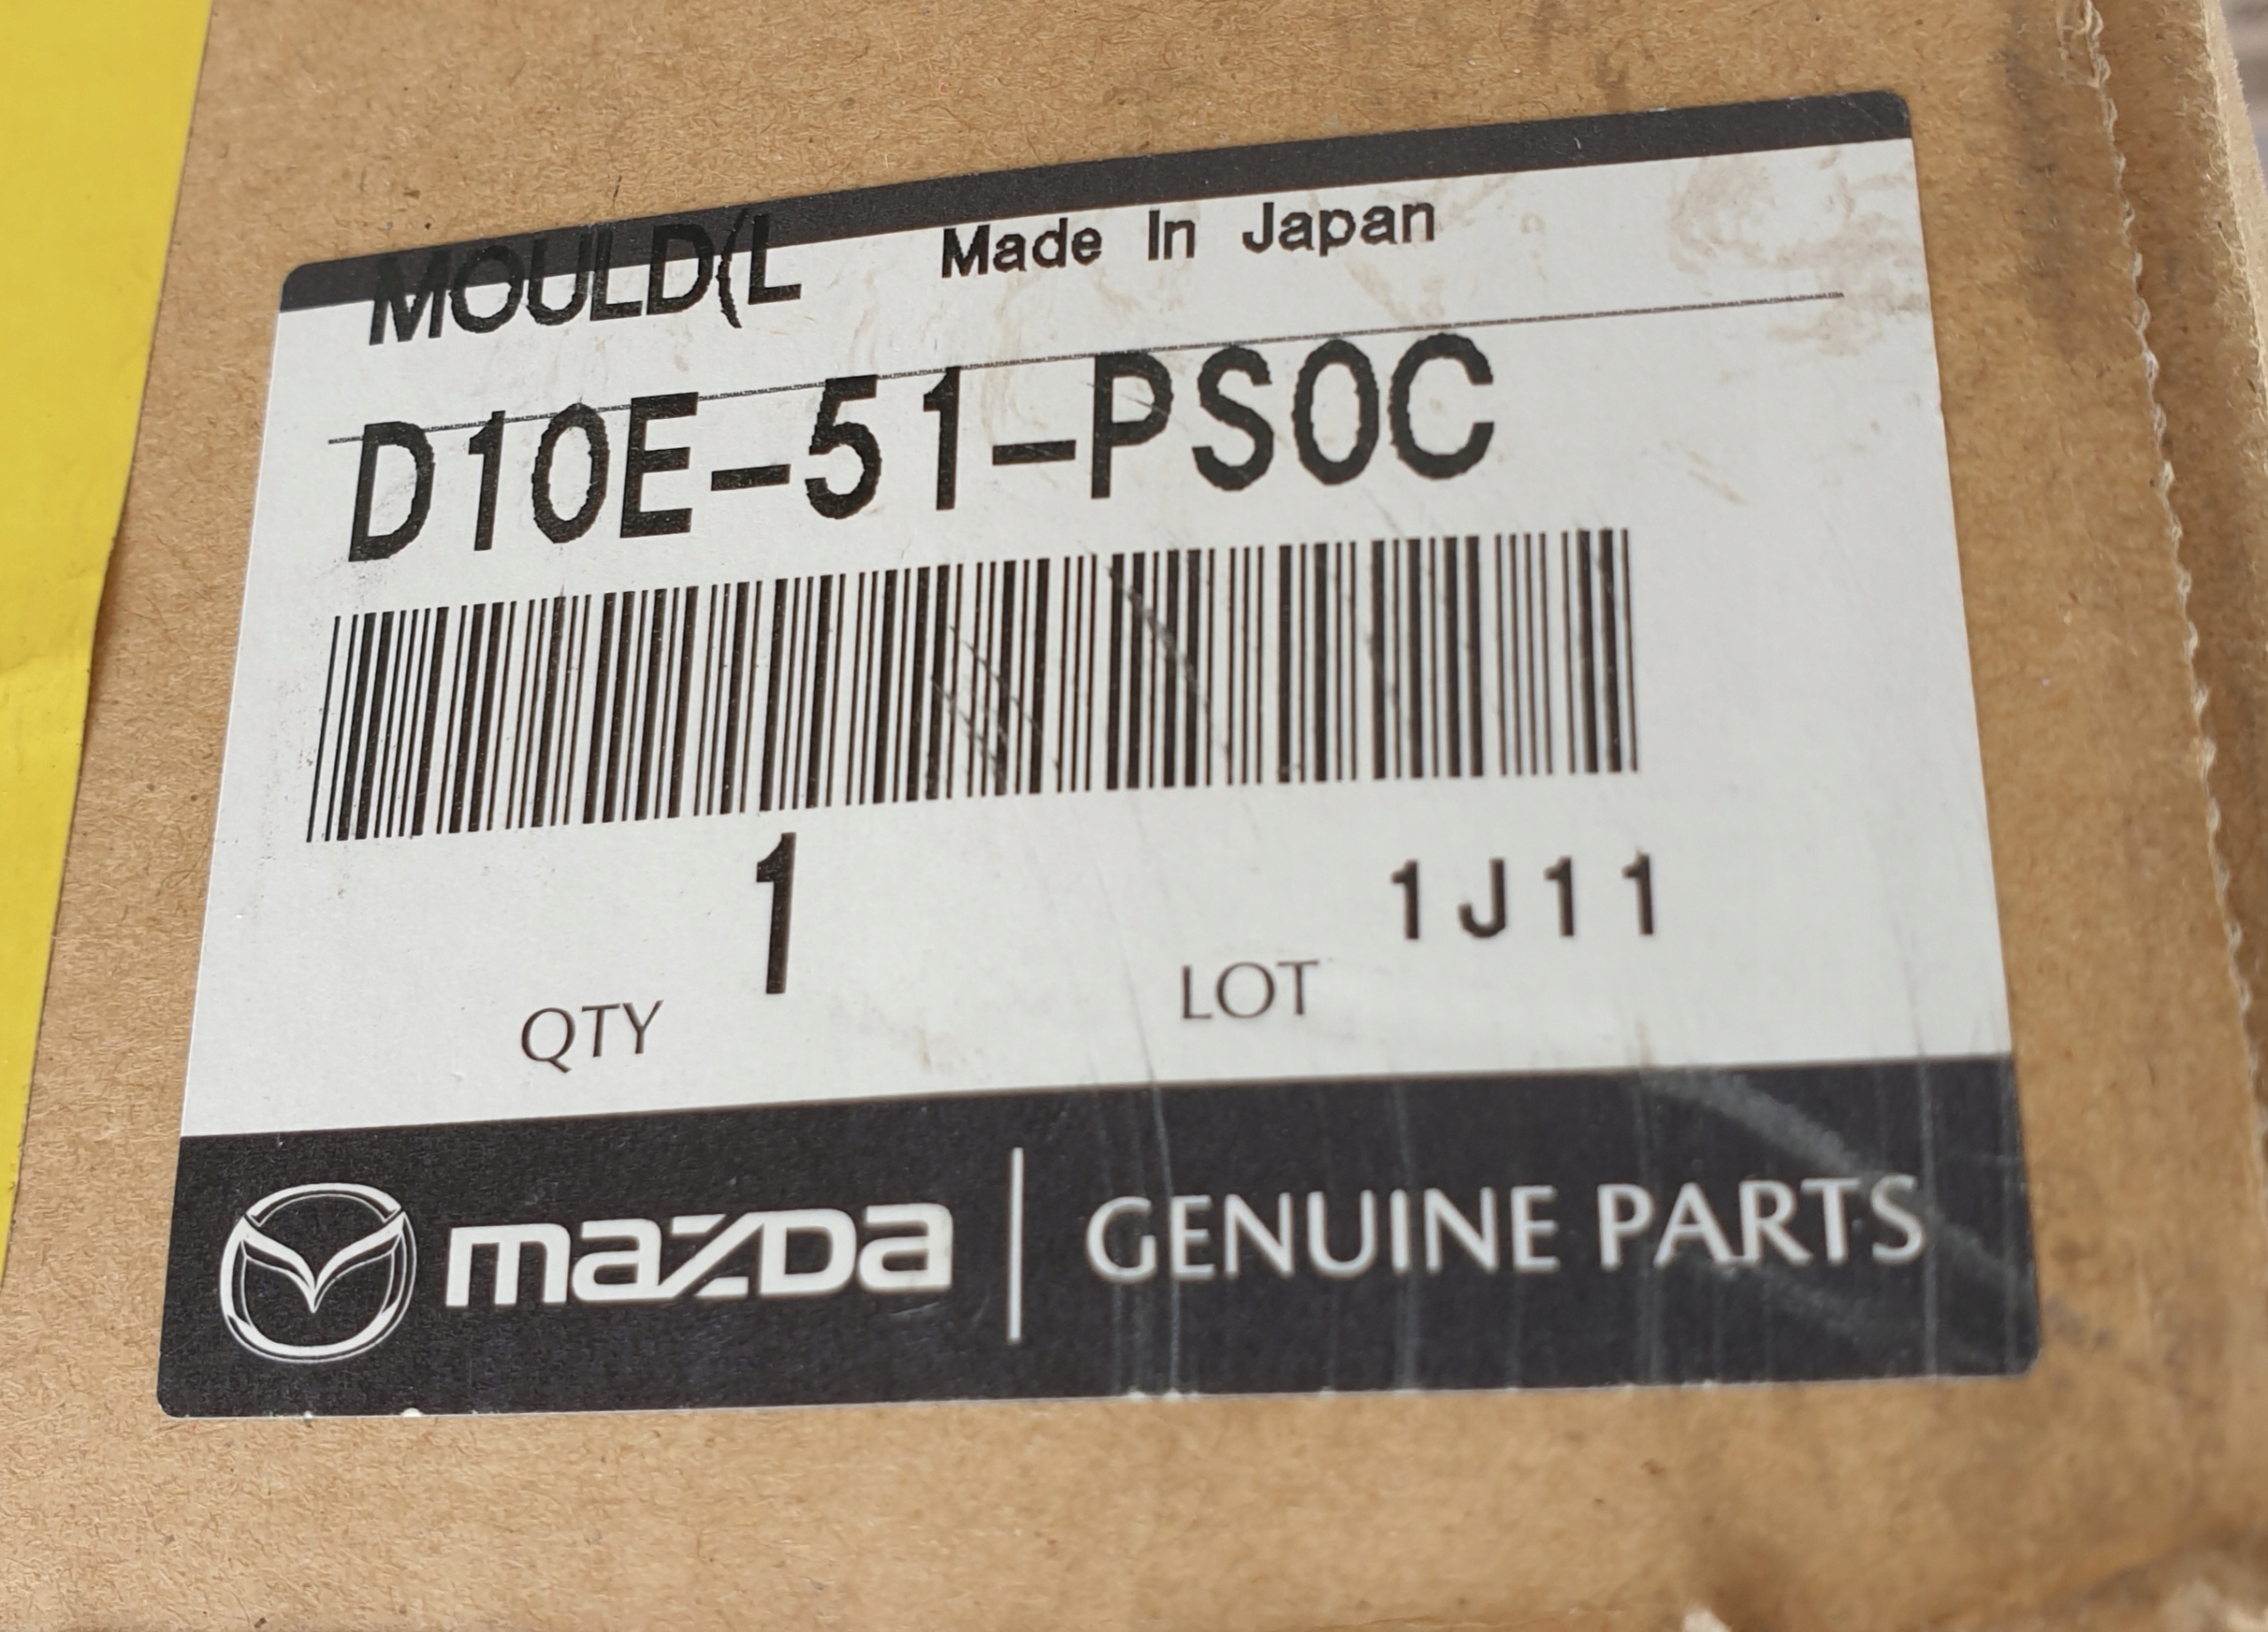 MOULD(L Made In Japan
D10E-51-PS0C
QTY 1 LOT 1J11
mazda | GENUINE PARTS